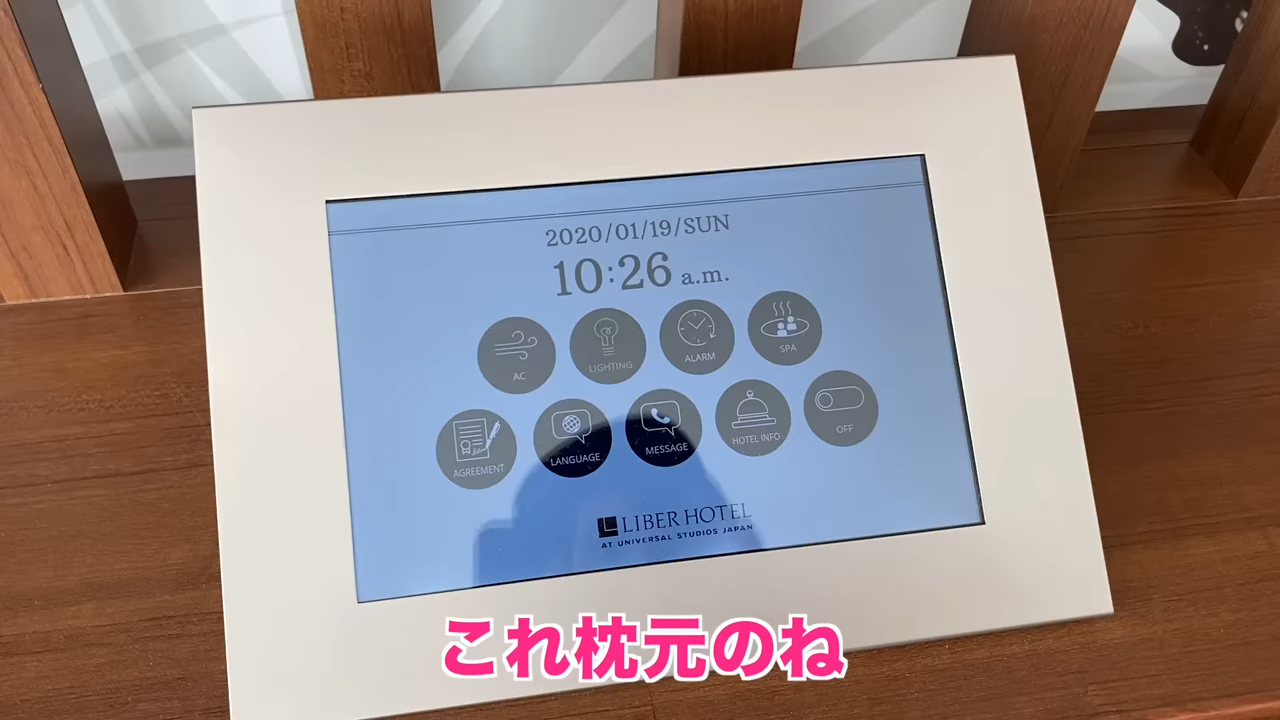 2020/01/19/SUN
10:26 a.m.
AC
LIGHTING
ALARM
SPA
AGREEMENT
LANGUAGE
MESSAGE
HOTEL INFO
OFF
LIBER HOTEL
AT UNIVERSAL STUDIOS JAPAN
これ枕元のね